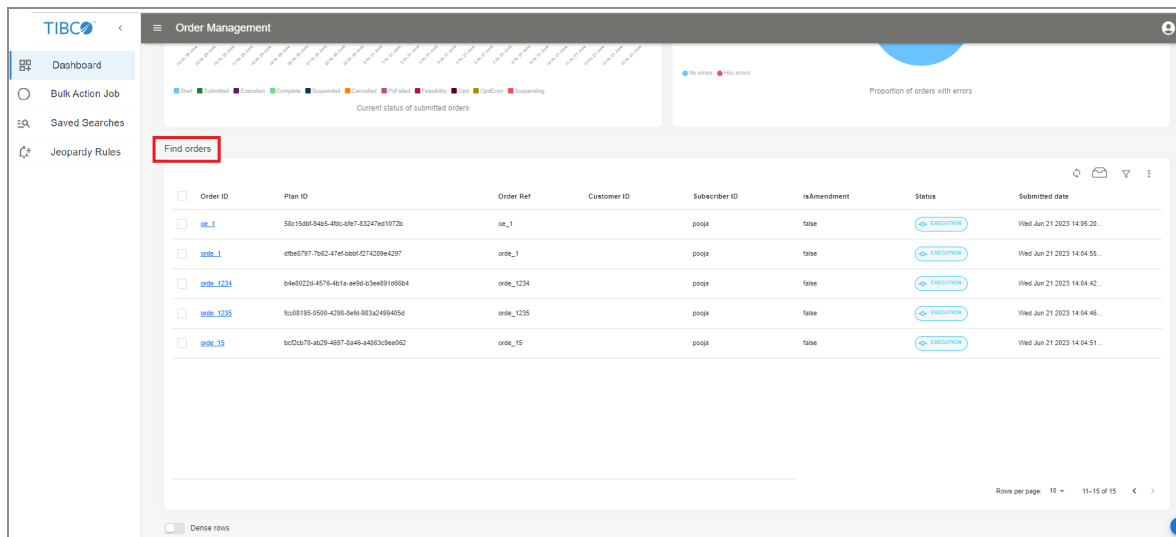 TIBCO
Order Management
Dashboard
Bulk Action Job
Saved Searches
Jeopardy Rules
Start Submitted Execution Complete Suspended Cancelled PqFailed Feasibility Opd OpdError Suspending
Current status of submitted orders
No errors Has errors
Proportion of orders with errors
Find orders
Order ID Plan ID Order Ref Customer ID Subscriber ID isAmendment Status Submitted date
oe_1 58c15dbf-94b5-4fdc-bfe7-83247ed1072b oe_1 pooja false EXECUTION Wed Jun 21 2023 14:05:20...
orde_1 dfbe8797-7b62-47ef-bbbf-f274209e4297 orde_1 pooja false EXECUTION Wed Jun 21 2023 14:04:55...
orde_1234 b4e8022d-4576-4b1a-ae9d-b3ee891d86b4 orde_1234 pooja false EXECUTION Wed Jun 21 2023 14:04:42...
orde_1235 fcc08195-0500-4298-8efd-983a2499405d orde_1235 pooja false EXECUTION Wed Jun 21 2023 14:04:46...
orde_15 bcf2cb70-ab29-4697-8a46-a4863c9ee062 orde_15 pooja false EXECUTION Wed Jun 21 2023 14:04:51...
Rows per page: 10 11–15 of 15
Dense rows